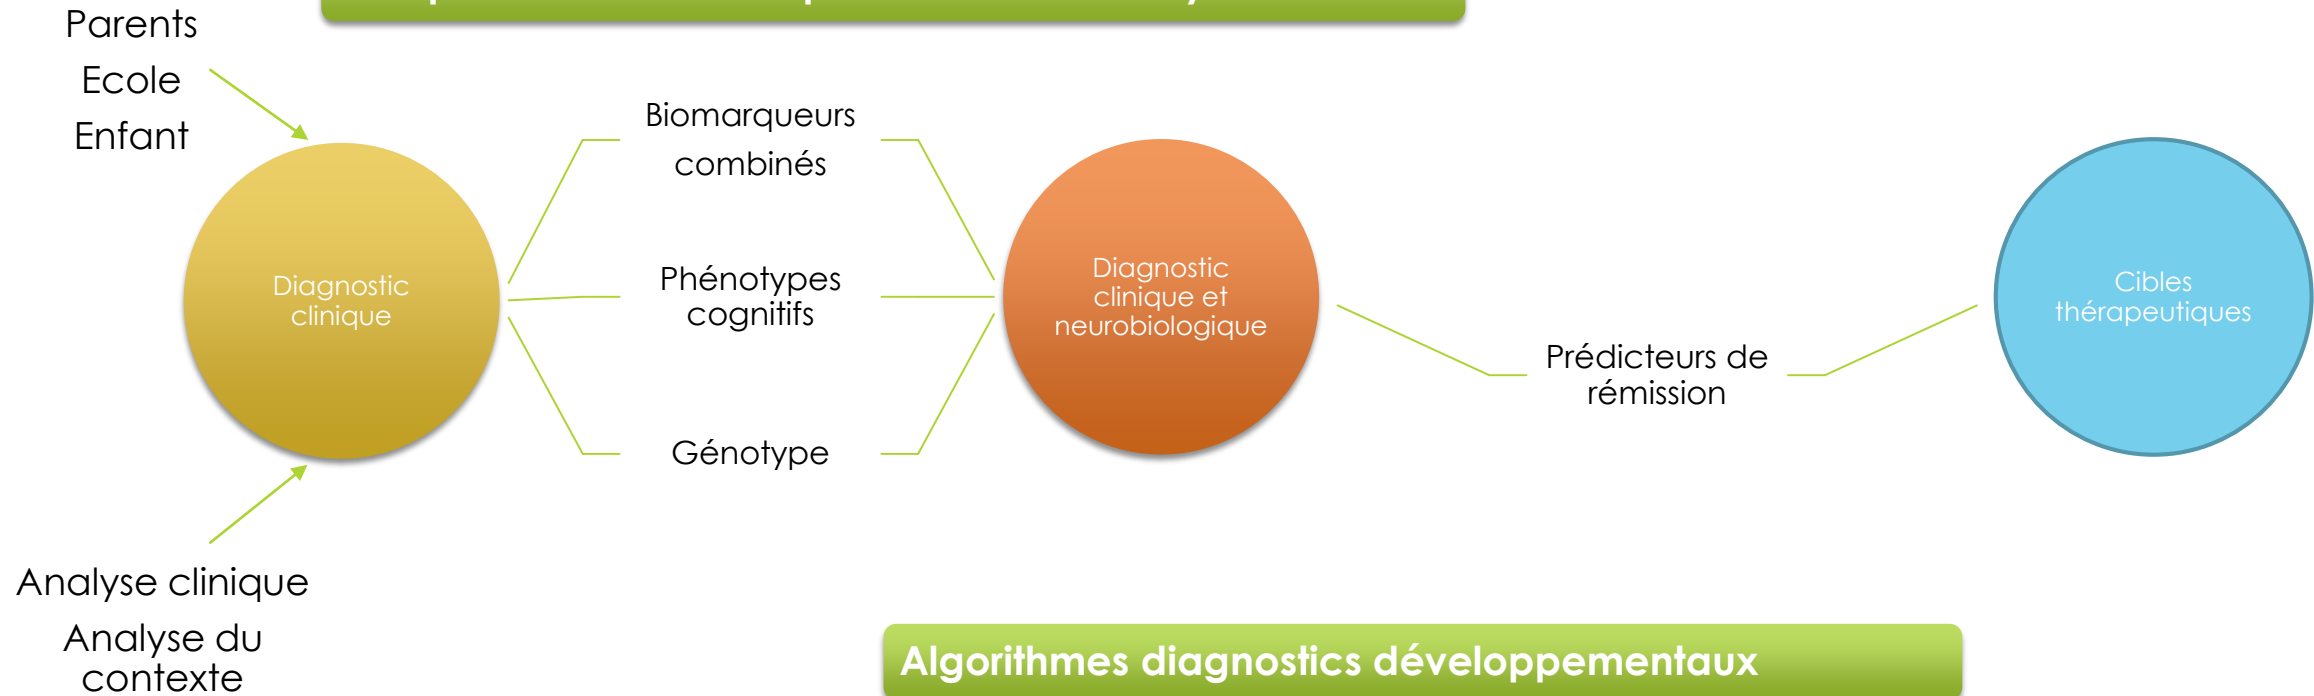 Parents
Ecole
Enfant
Biomarqueurs
combinés
Phénotypes
cognitifs
Génotype
Diagnostic
clinique
Diagnostic
clinique et
neurobiologique
Prédicteurs de
rémission
Cibles
thérapeutiques
Analyse clinique
Analyse du
contexte
Algorithmes diagnostics développementaux